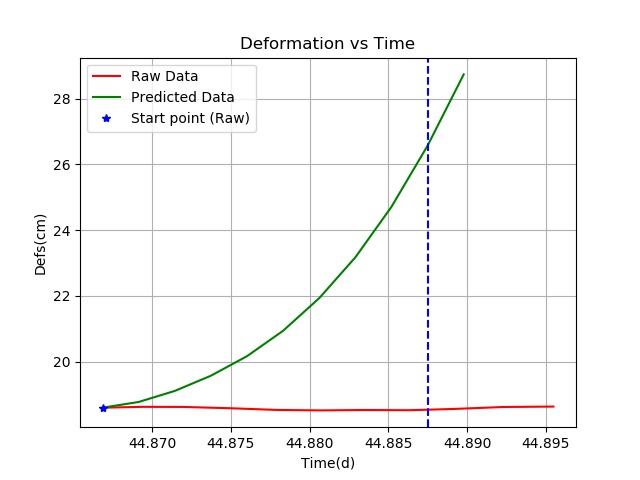 Deformation vs Time
Raw Data
Predicted Data
Start point (Raw)
Defs(cm)
28
26
24
22
20
44.870 44.875 44.880 44.885 44.890 44.895
Time(d)